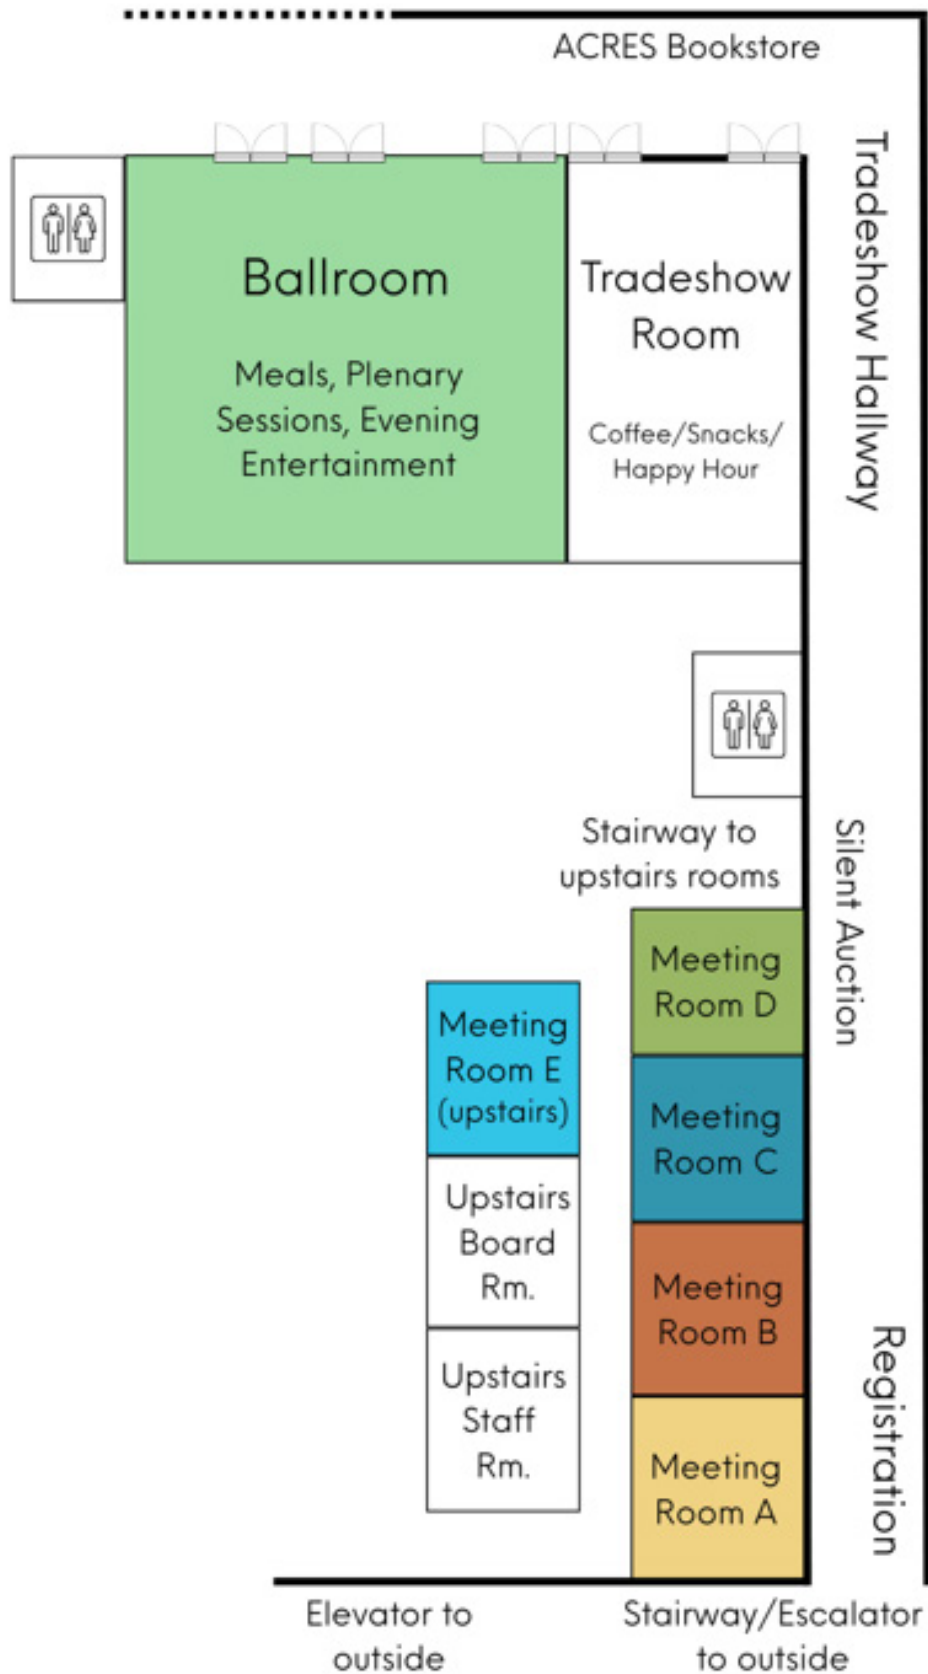 ACRES Bookstore
Tradeshow Hallway
Ballroom
Meals, Plenary
Sessions, Evening
Entertainment
Tradeshow
Room
Coffee/Snacks/
Happy Hour
Stairway to
upstairs rooms
Silent Auction
Meeting
Room D
Meeting
Room E
(upstairs)
Meeting
Room C
Upstairs
Board
Rm.
Meeting
Room B
Registration
Upstairs
Staff
Rm.
Meeting
Room A
Elevator to
outside
Stairway/Escalator
to outside